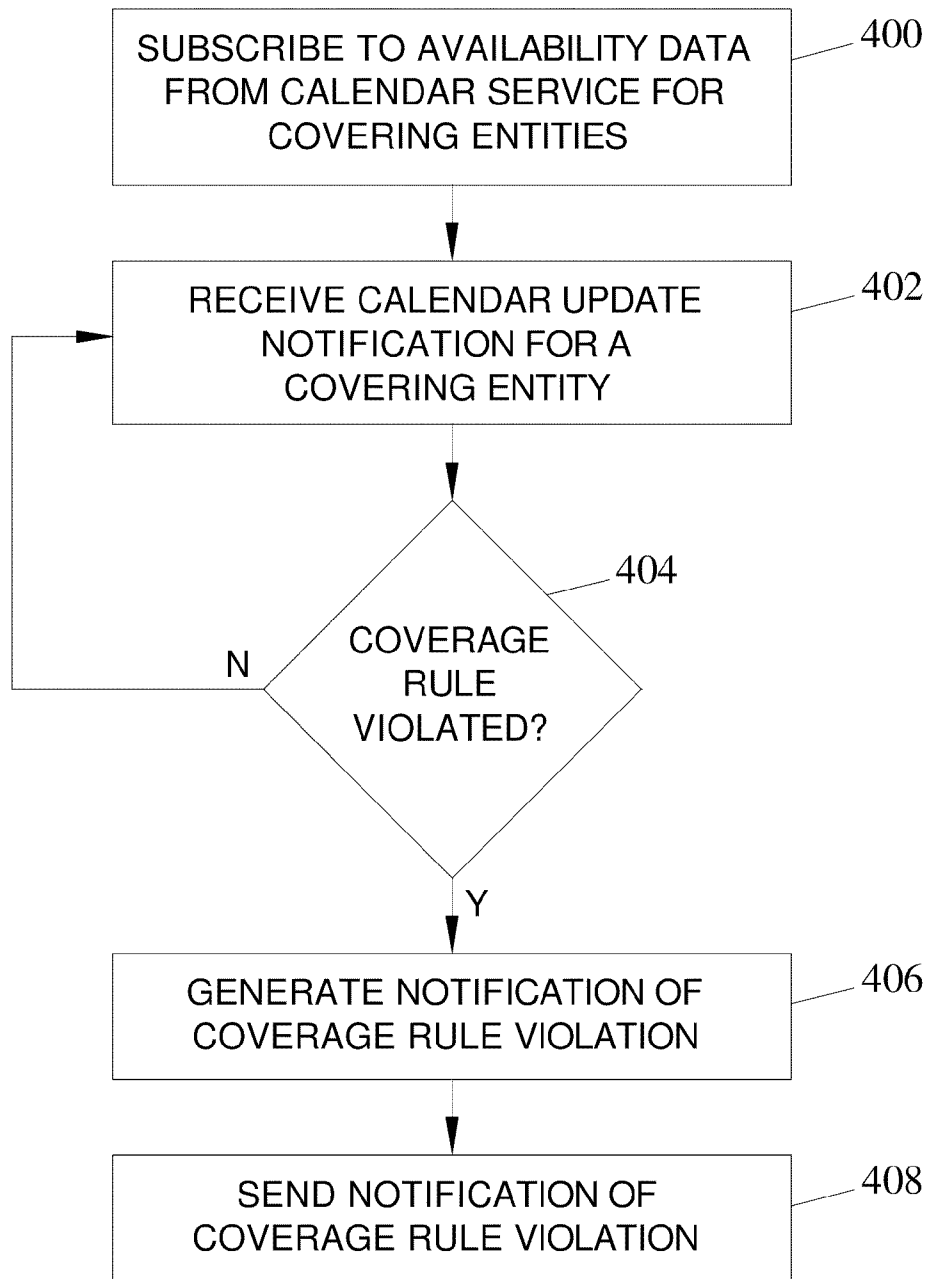 SUBSCRIBE TO AVAILABILITY DATA
FROM CALENDAR SERVICE FOR
COVERING ENTITIES
400
RECEIVE CALENDAR UPDATE
NOTIFICATION FOR A
COVERING ENTITY
402
404
COVERAGE
RULE
VIOLATED?
N
Y
GENERATE NOTIFICATION OF
COVERAGE RULE VIOLATION
406
SEND NOTIFICATION OF
COVERAGE RULE VIOLATION
408